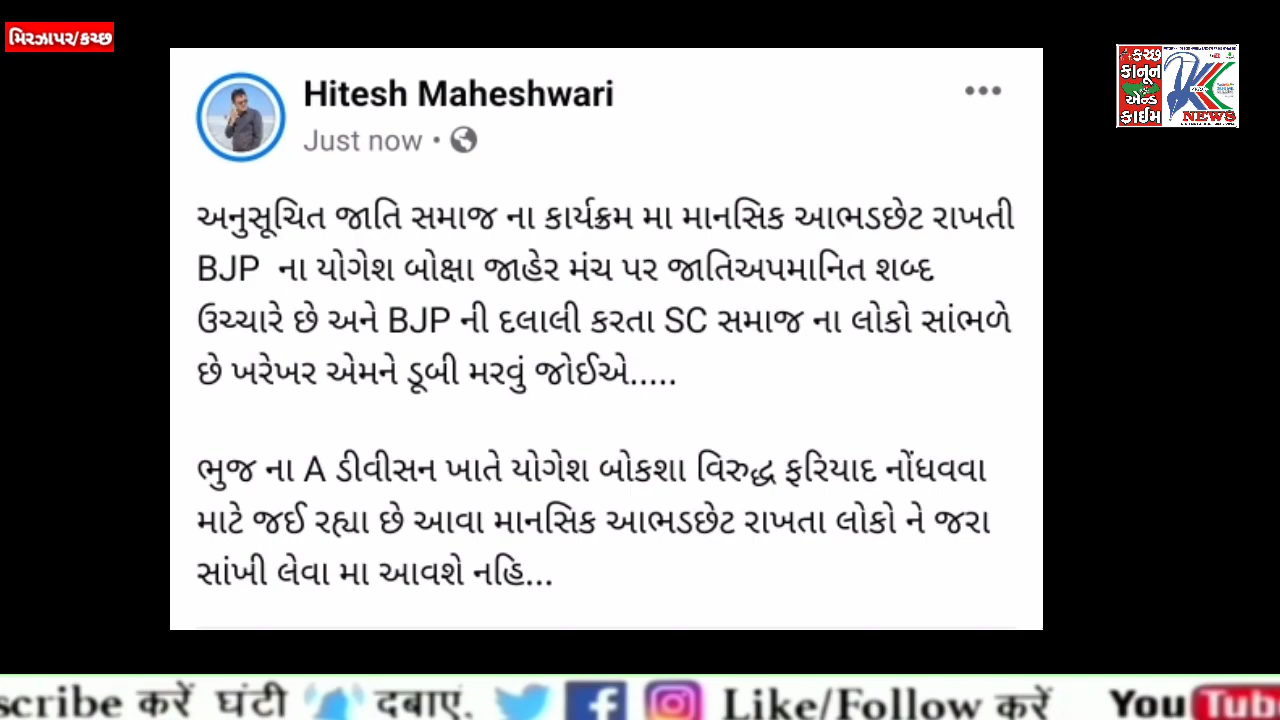 મિરઝાપર/કચ્છ
કચ્છ
કાનૂન
એન્ડ
ક્રાઈમ
NEWS
Hitesh Maheshwari
Just now •
અનુસૂચિત જાતિ સમાજ ના કાર્યક્રમ મા માનસિક આભડછેટ રાખતી
BJP ના યોગેશ બોક્ષા જાહેર મંચ પર જાતિઅપમાનિત શબ્દ
ઉચ્ચારે છે અને BJP ની દલાલી કરતા SC સમાજ ના લોકો સાંભળે
છે ખરેખર એમને ડૂબી મરવું જોઈએ.....
ભુજ ના A ડીવીસન ખાતે યોગેશ બોકશા વિરુદ્ધ ફરિયાદ નોંધવવા
માટે જઈ રહ્યા છે આવા માનસિક આભડછેટ રાખતા લોકો ને જરા
સાંખી લેવા મા આવશે નહિ...
scribe करें घंटी दबाएं. Like/Follow करें You Tub